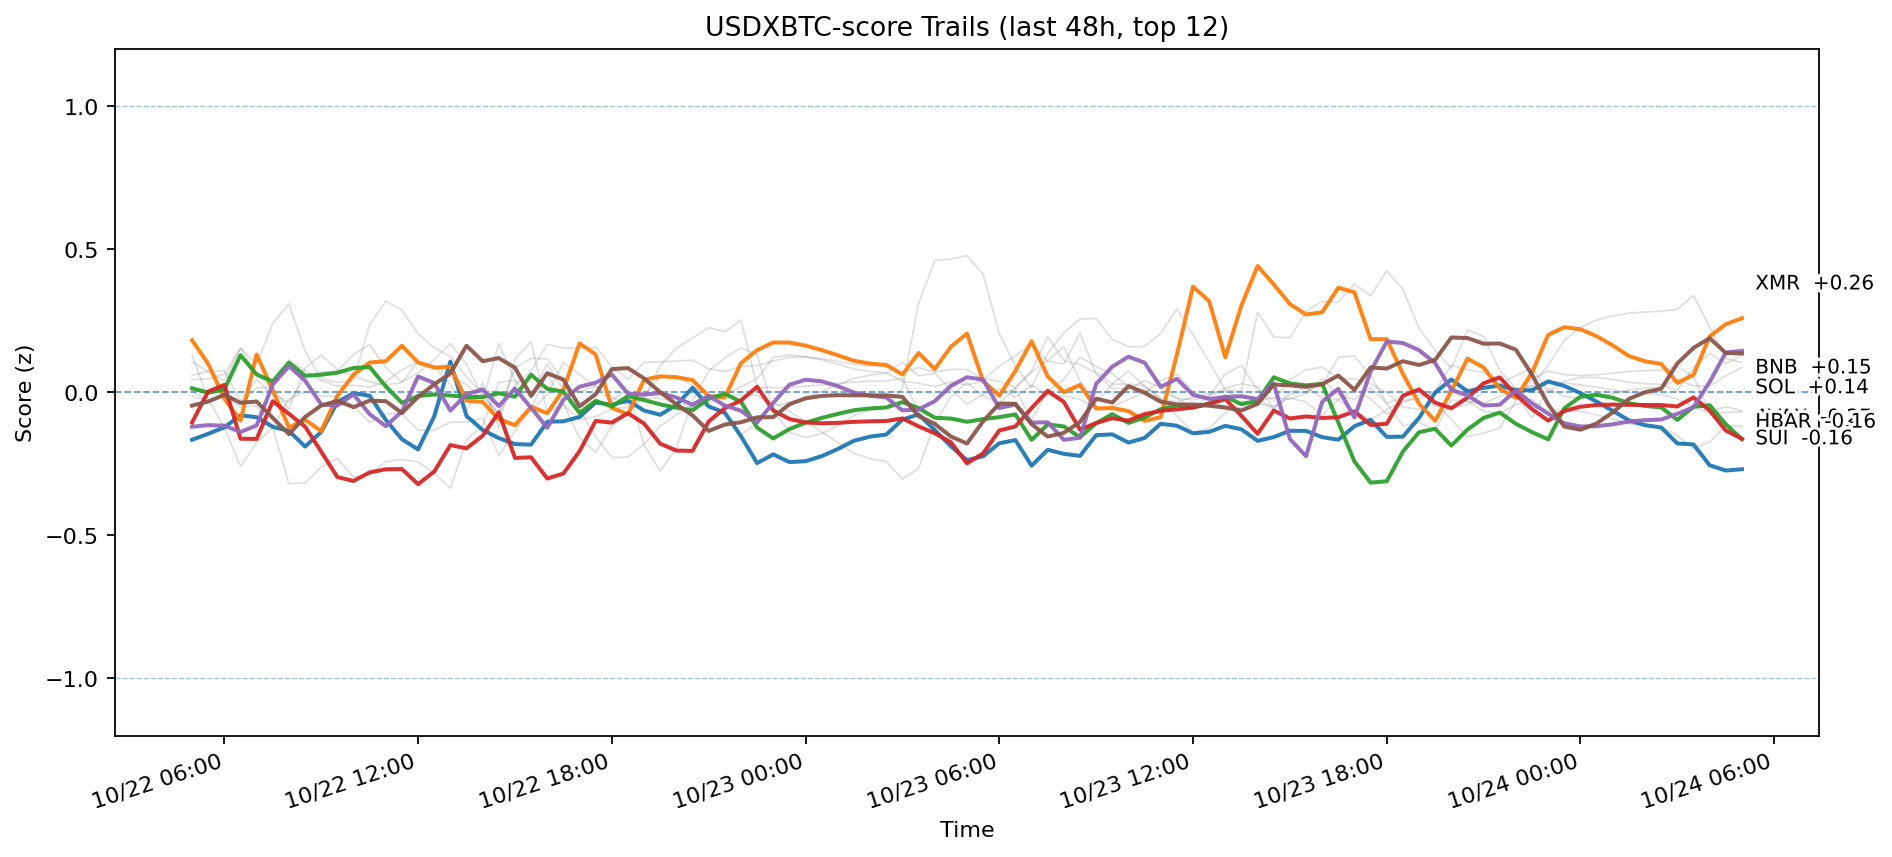 USDXBTC-score Trails (last 48h, top 12)
Score (z)
1.0
0.5
0.0
−0.5
−1.0
XMR +0.26
BNB +0.15
SOL +0.14
HBAR -0.16
SUI -0.16
10/22 06:00
10/22 12:00
10/22 18:00
10/23 00:00
10/23 06:00
10/23 12:00
10/23 18:00
10/24 00:00
10/24 06:00
Time